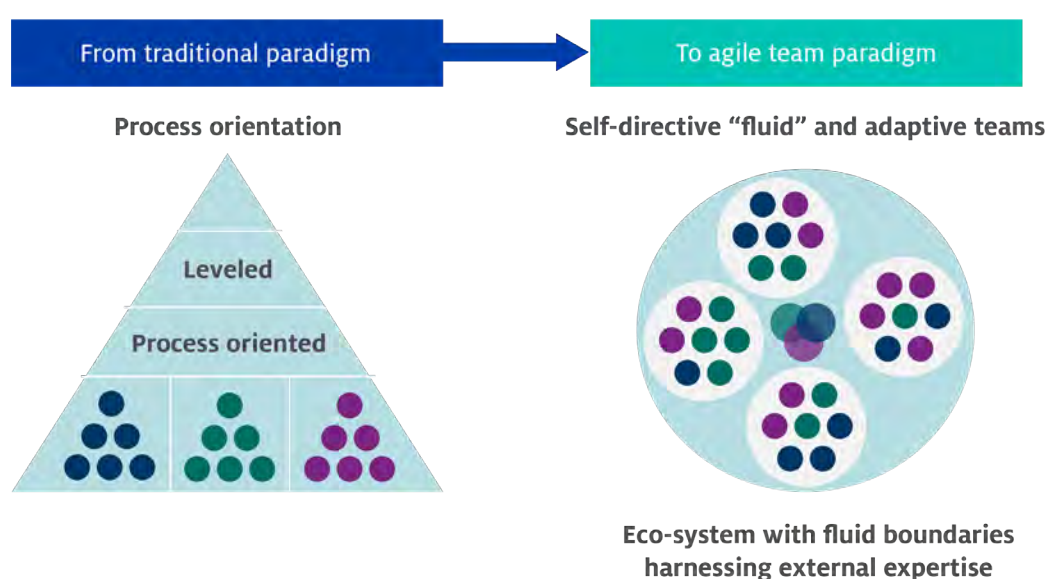 From traditional paradigm
To agile team paradigm
Process orientation
Self-directive “fluid” and adaptive teams
Leveled
Process oriented
Eco-system with fluid boundaries
harnessing external expertise